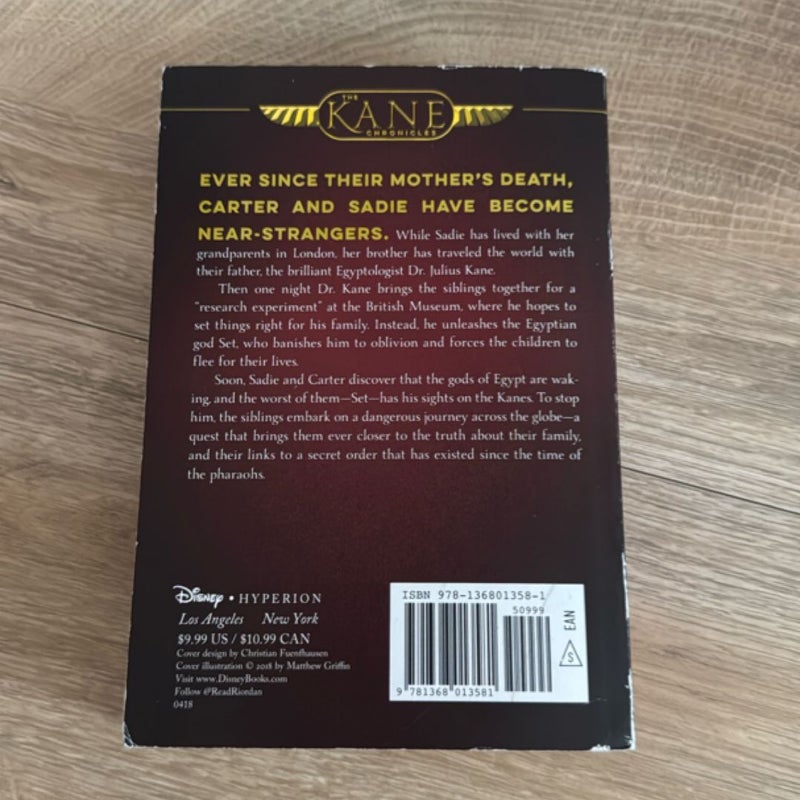 THE
KANE
CHRONICLES
EVER SINCE THEIR MOTHER'S DEATH,
CARTER AND SADIE HAVE BECOME
NEAR-STRANGERS. While Sadie has lived with her
grandparents in London, her brother has traveled the world with
their father, the brilliant Egyptologist Dr. Julius Kane.
Then one night Dr. Kane brings the siblings together for a
"research experiment" at the British Museum, where he hopes to
set things right for his family. Instead, he unleashes the Egyptian
god Set, who banishes him to oblivion and forces the children to
flee for their lives.
Soon, Sadie and Carter discover that the gods of Egypt are wak-
ing, and the worst of them—Set—has his sights on the Kanes. To stop
him, the siblings embark on a dangerous journey across the globe—a
quest that brings them ever closer to the truth about their family,
and their links to a secret order that has existed since the time of
the pharaohs.
Disney • HYPERION
Los Angeles New York
$9.99 US / $10.99 CAN
Cover design by Christian Fuenfhausen
Cover illustration © 2018 by Matthew Griffin
Visit www.DisneyBooks.com
Follow @ReadRiordan
0418
ISBN 978-136801358-1
50999
EAN
S
9 781368 013581